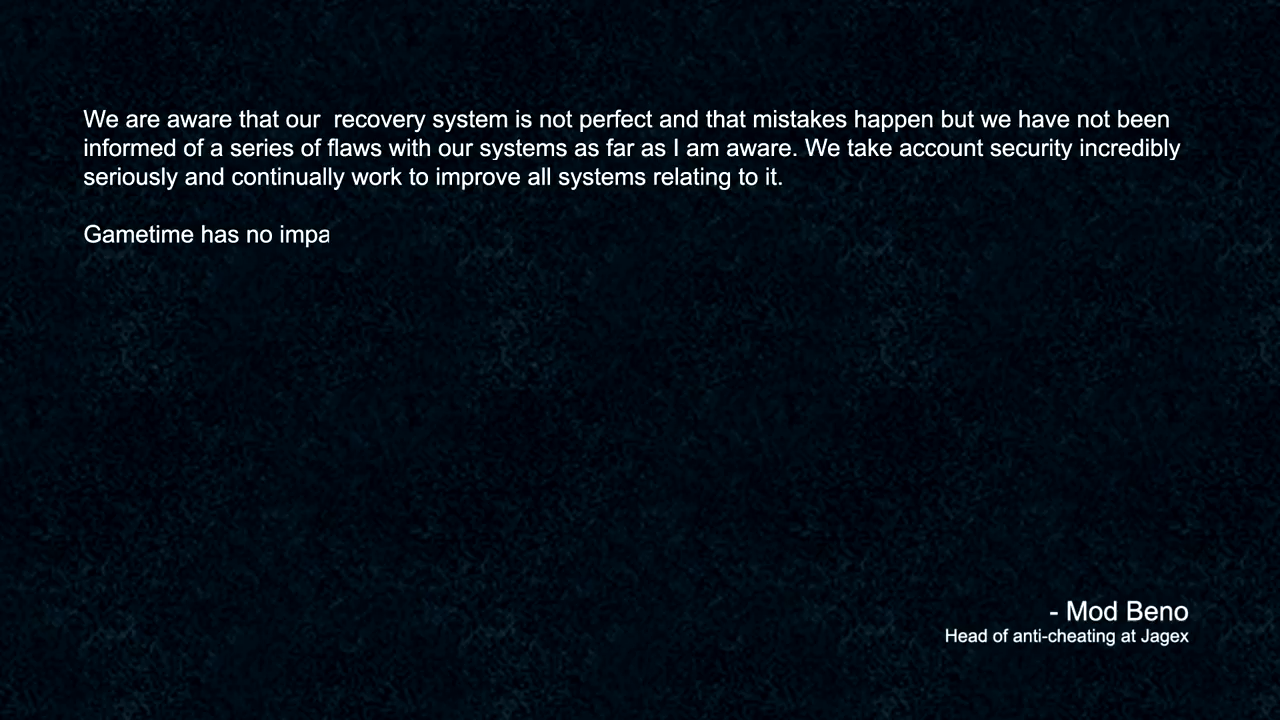 We are aware that our  recovery system is not perfect and that mistakes happen but we have not been
informed of a series of flaws with our systems as far as I am aware. We take account security incredibly
seriously and continually work to improve all systems relating to it.
Gametime has no impa
- Mod Beno
Head of anti-cheating at Jagex